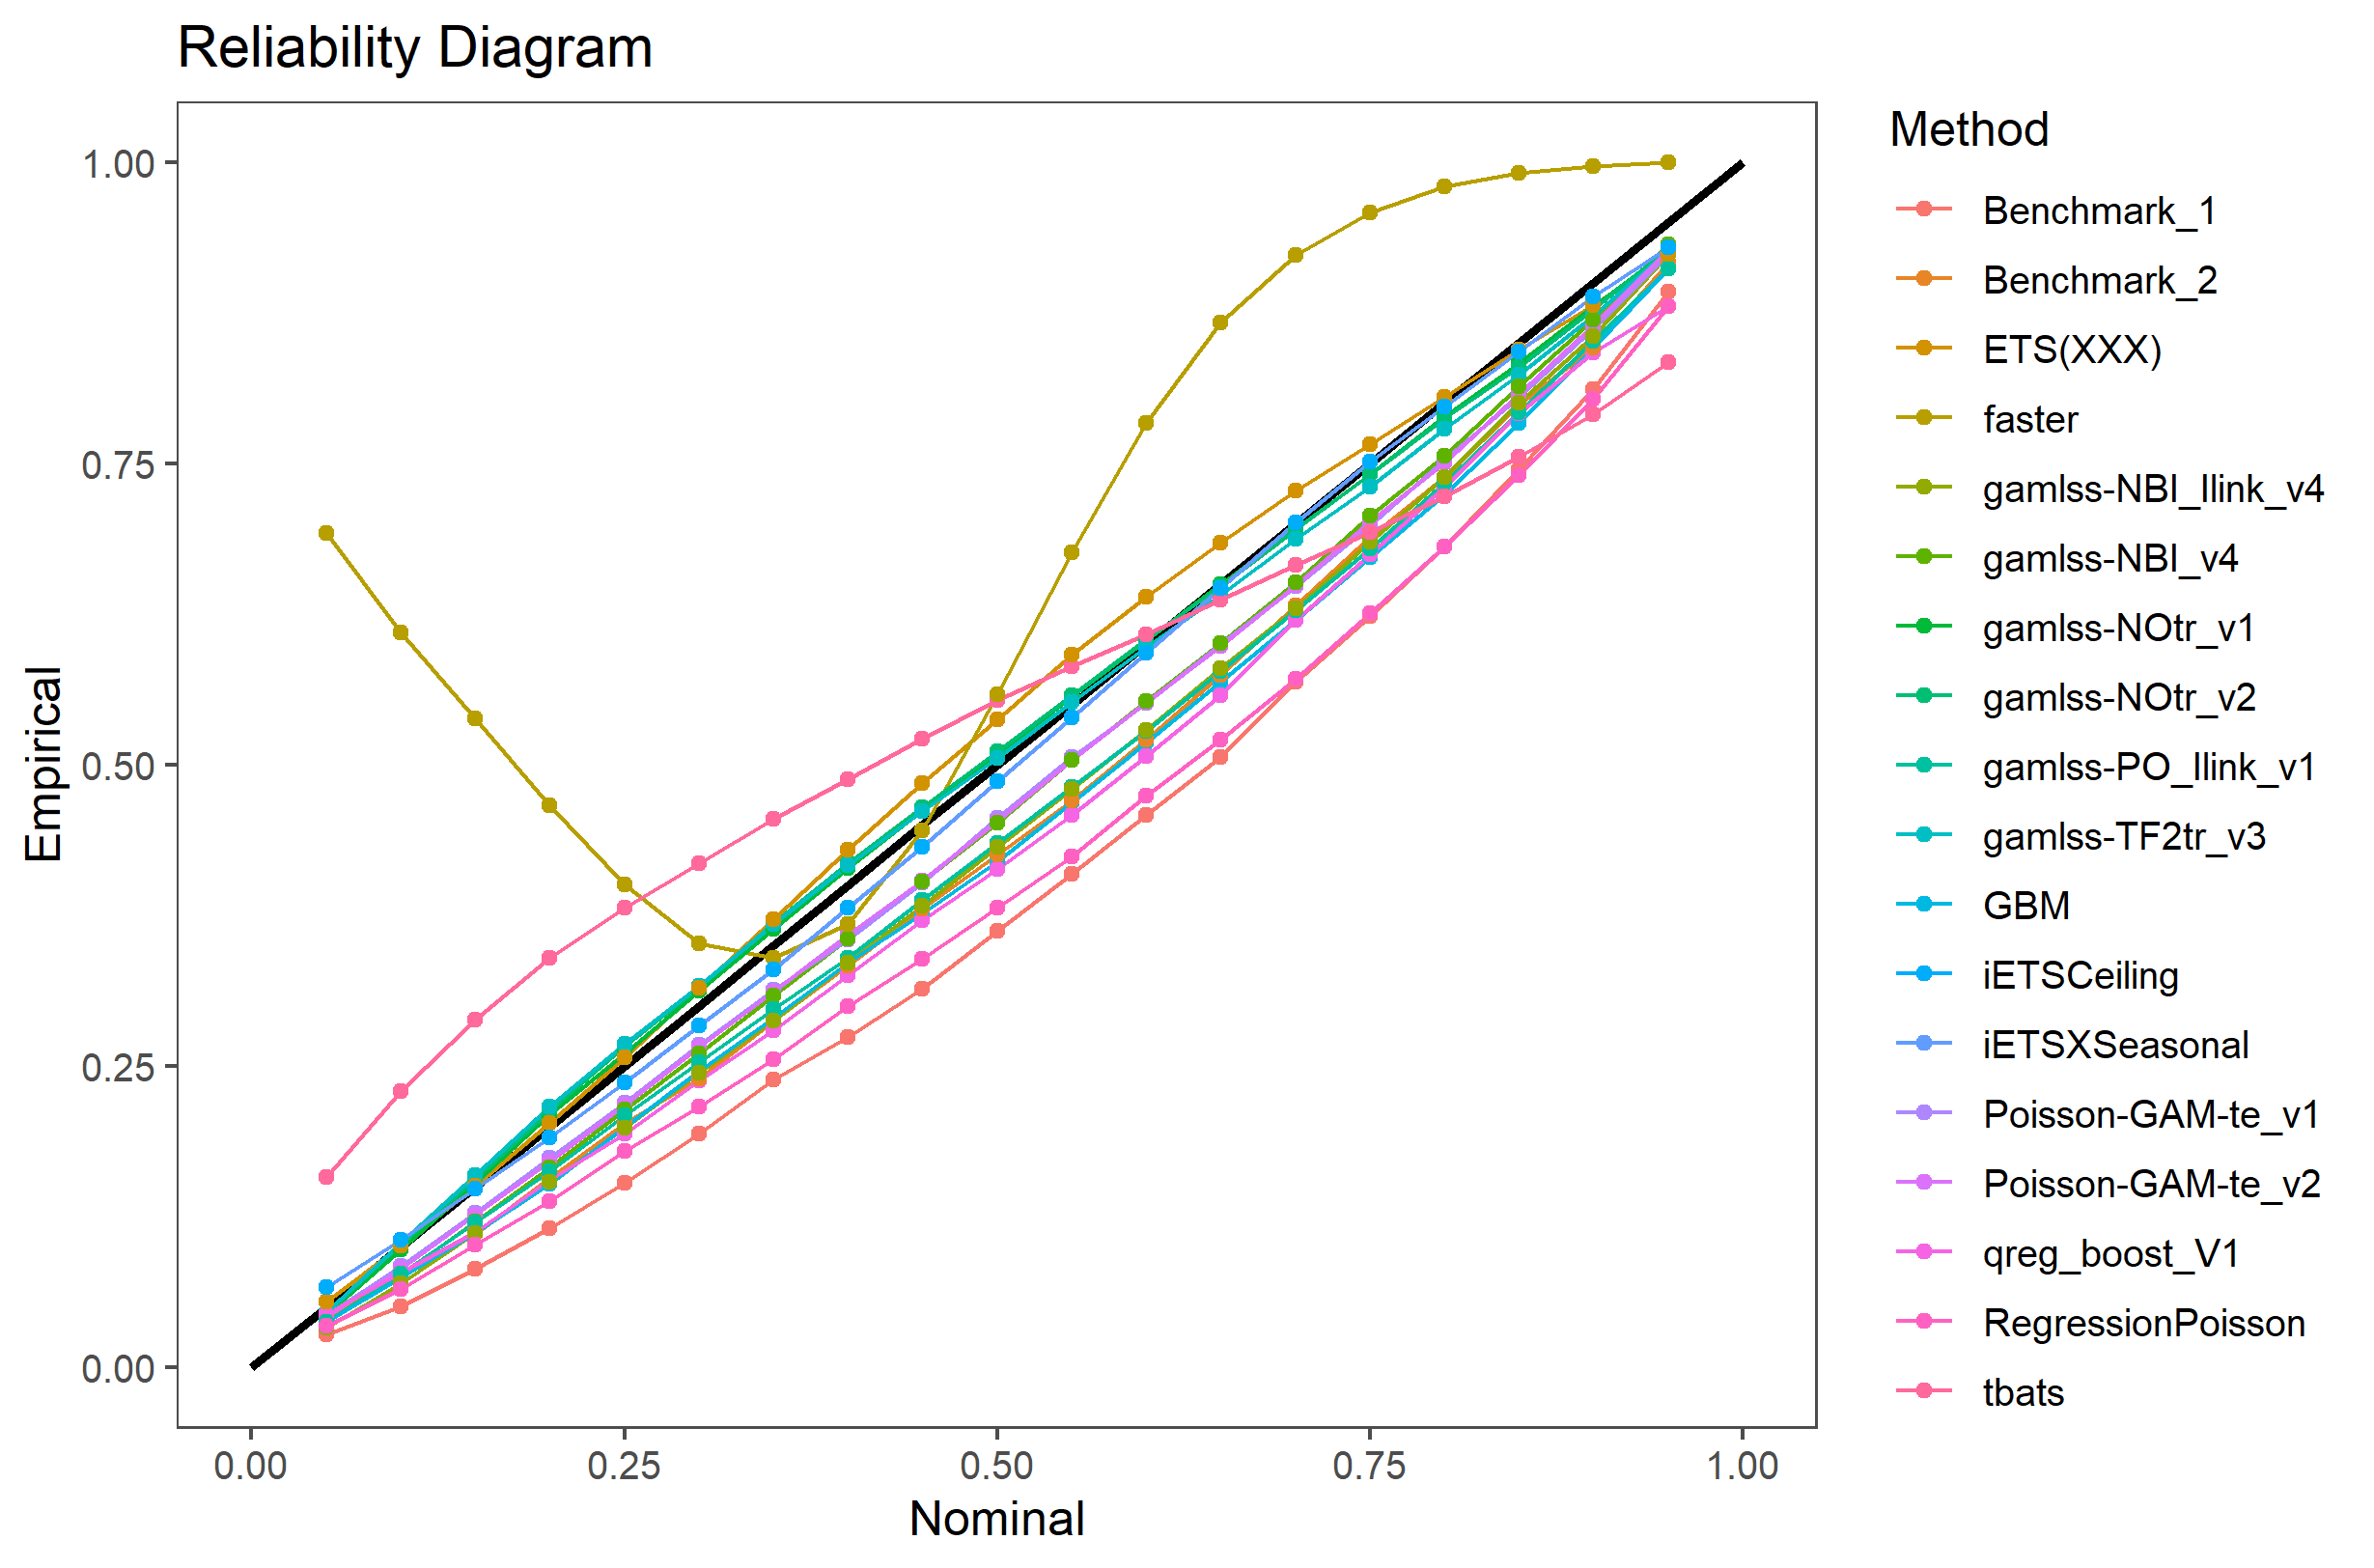 Reliability Diagram
1.00
0.75
0.50
0.25
0.00
Empirical
0.00
0.25
0.50
0.75
1.00
Nominal
Method
Benchmark_1
Benchmark_2
ETS(XXX)
faster
gamlss-NBI_llink_v4
gamlss-NBI_v4
gamlss-NOtr_v1
gamlss-NOtr_v2
gamlss-PO_llink_v1
gamlss-TF2tr_v3
GBM
iETSCeiling
iETSXSeasonal
Poisson-GAM-te_v1
Poisson-GAM-te_v2
qreg_boost_V1
RegressionPoisson
tbats